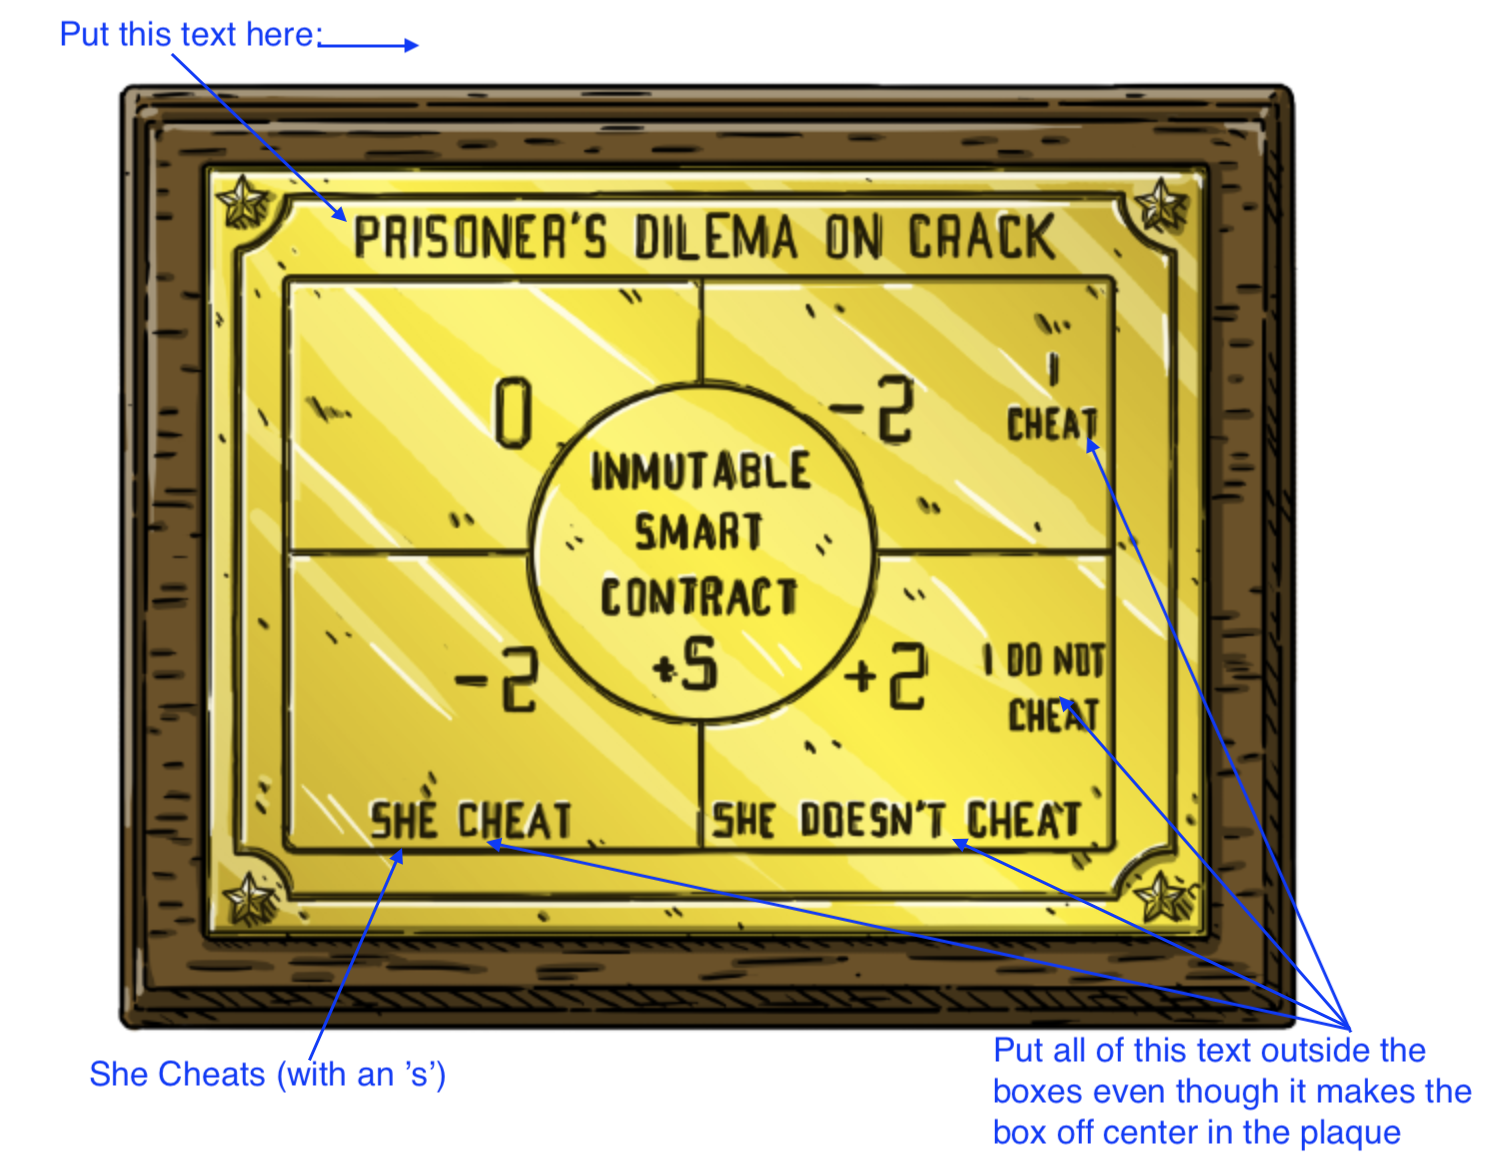 Put this text here:
PRISONER'S DILEMA ON CRACK
0
-2
I
CHEAT
INMUTABLE
SMART
CONTRACT
+5
-2
+2
I DO NOT
CHEAT
SHE CHEAT
SHE DOESN'T CHEAT
She Cheats (with an 's')
Put all of this text outside the
boxes even though it makes the
box off center in the plaque